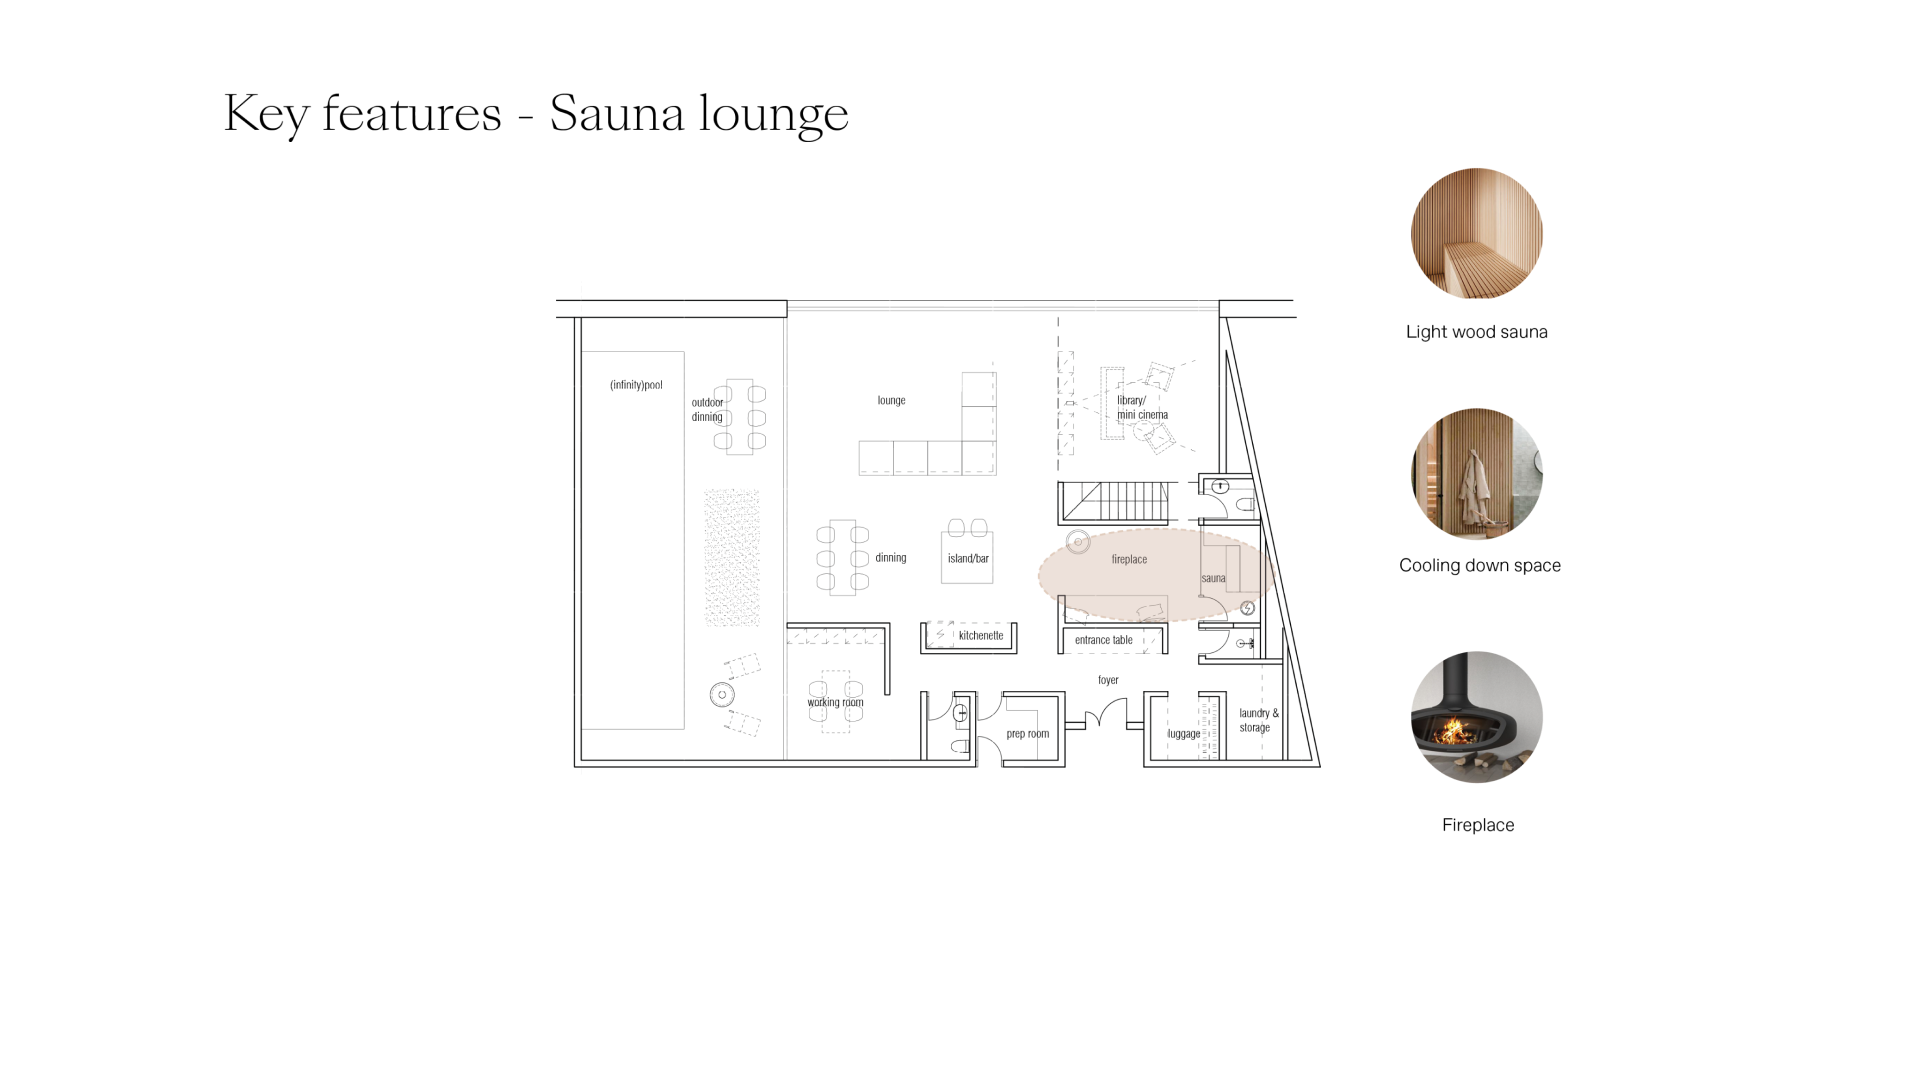 Key features - Sauna lounge
Light wood sauna
(infinity)pool
outdoor
dinning
lounge
library/
mini cinema
Cooling down space
dinning
island/bar
fireplace
sauna
kitchenette
entrance table
foyer
working room
prep room
luggage
laundry &
storage
Fireplace